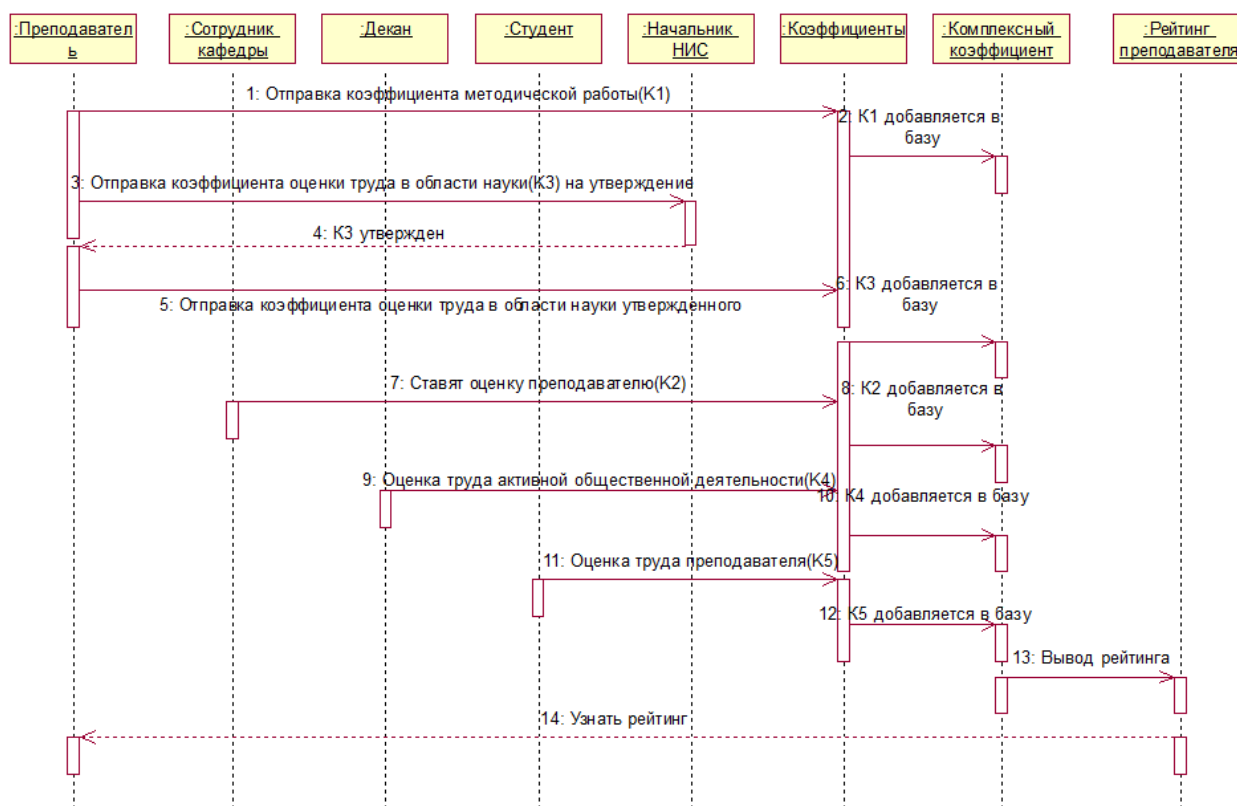 :Преподавател
ь
:Сотрудник
кафедры
:Декан
:Студент
:Начальник
НИС
:Коэффициенты
:Комплексный
коэффициент
:Рейтинг
преподавателя
1: Отправка коэффициента методической работы(К1)
2: К1 добавляется в
базу
3: Отправка коэффициента оценки труда в области науки(К3) на утверждение
4: К3 утвержден
5: Отправка коэффициента оценки труда в области науки утвержденного
6: К3 добавляется в
базу
7: Ставят оценку преподавателю(К2)
8: К2 добавляется в
базу
9: Оценка труда активной общественной деятельности(К4)
10: К4 добавляется в базу
11: Оценка труда преподавателя(К5)
12: К5 добавляется в базу
13: Вывод рейтинга
14: Узнать рейтинг